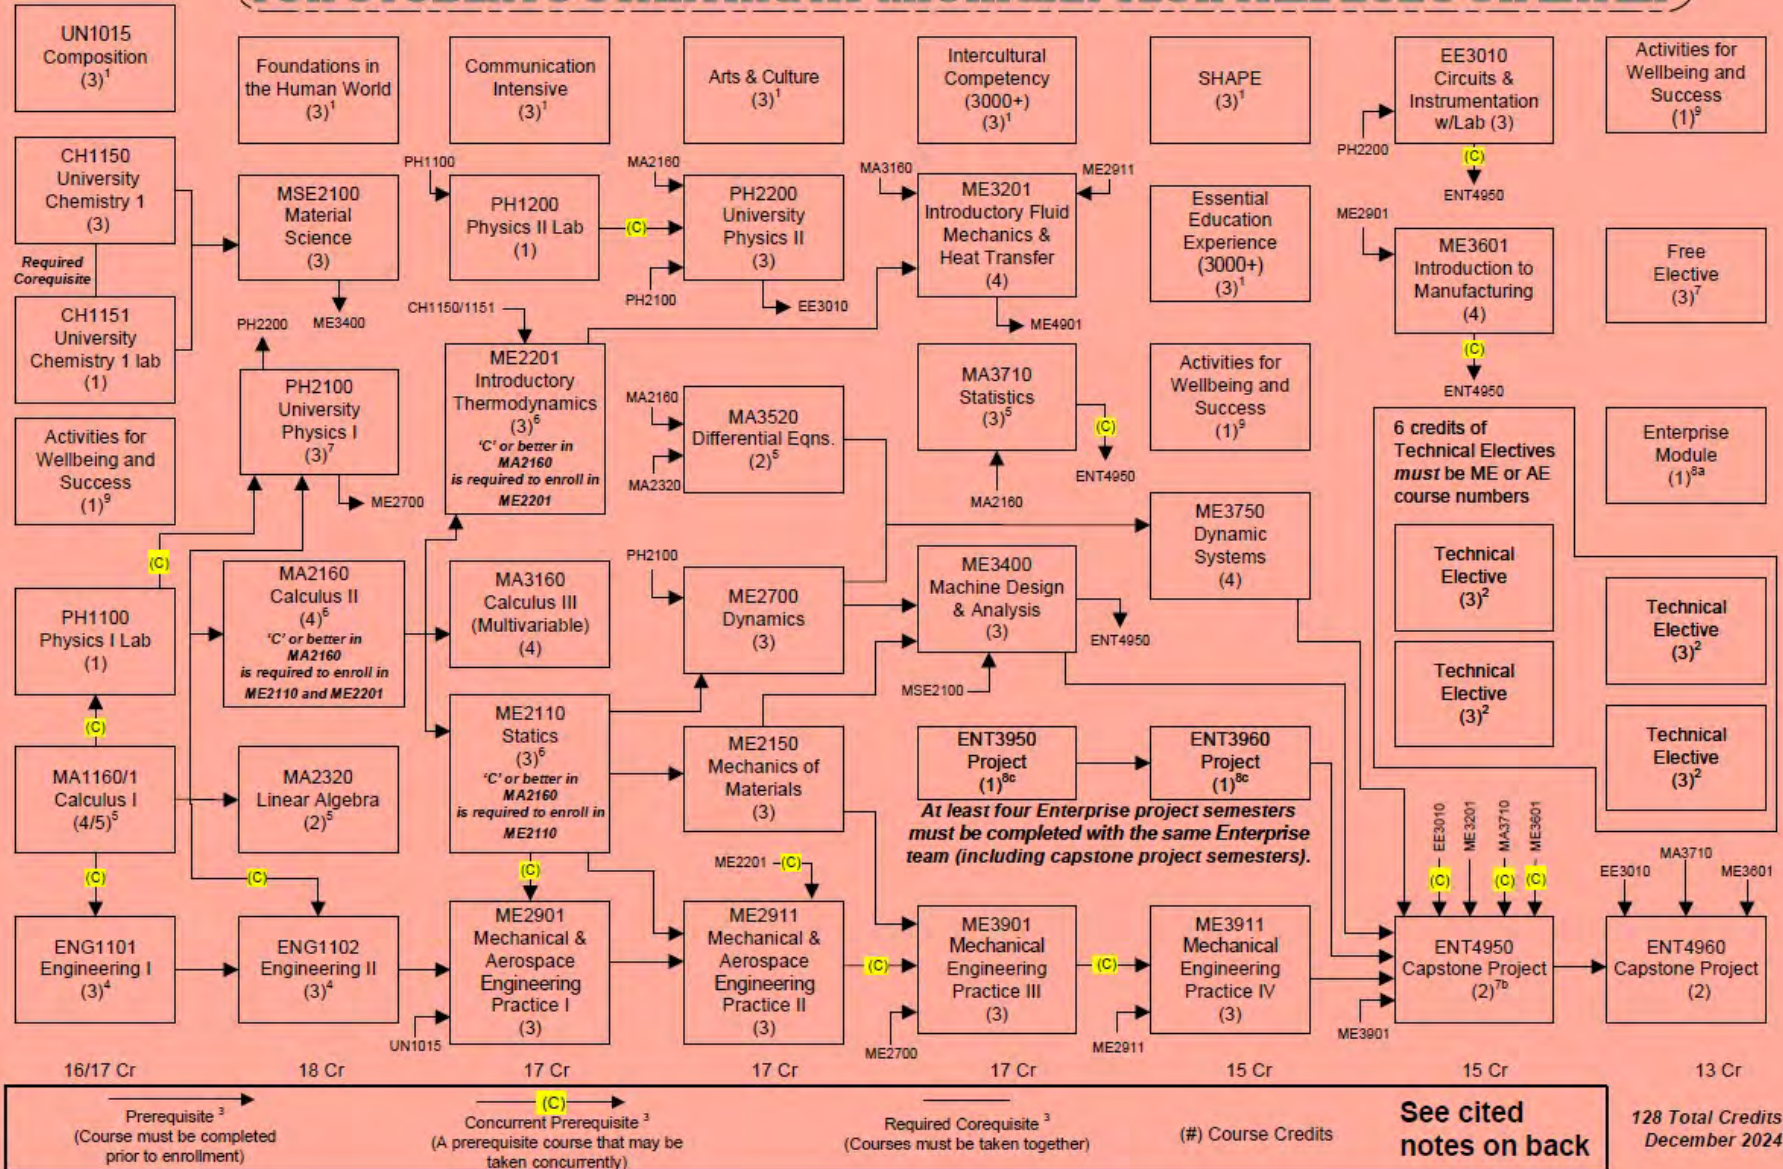 UN1015
Composition
(3)1
CH1150
University
Chemistry 1
(3)
Required
Corequisite
CH1151
University
Chemistry 1 lab
(1)
Activities for
Wellbeing and
Success
(1)9
(C)
PH1100
Physics I Lab
(1)
(C)
MA1160/1
Calculus I
(4/5)5
(C)
ENG1101
Engineering I
(3)4
16/17 Cr
Foundations in
the Human World
(3)1
MSE2100
Material
Science
(3)
ME3400
PH2200
PH2100
University
Physics I
(3)7
ME2700
MA2160
Calculus II
(4)6
'C' or better in
MA2160
is required to enroll in
ME2110 and ME2201
MA2320
Linear Algebra
(2)5
(C)
ENG1102
Engineering II
(3)4
18 Cr
Communication
Intensive
(3)1
PH1100
PH1200
Physics II Lab
(1)
(C)
CH1150/1151
ME2201
Introductory
Thermodynamics
(3)6
'C' or better in
MA2160
is required to enroll in
ME2201
MA3160
Calculus III
(Multivariable)
(4)
ME2110
Statics
(3)6
'C' or better in
MA2160
is required to enroll in
ME2110
(C)
ME2901
Mechanical &
Aerospace
Engineering
Practice I
(3)
UN1015
17 Cr
Arts & Culture
(3)1
MA2160
PH2200
University
Physics II
(3)
PH2100
EE3010
MA2160
MA3520
Differential Eqns.
(2)5
MA2320
PH2100
ME2700
Dynamics
(3)
ME2150
Mechanics of
Materials
(3)
ME2201
(C)
ME2911
Mechanical &
Aerospace
Engineering
Practice II
(3)
(C)
17 Cr
Intercultural
Competency
(3000+)
(3)1
MA3160
ME2911
ME3201
Introductory Fluid
Mechanics &
Heat Transfer
(4)
ME4901
MA3710
Statistics
(3)5
(C)
ENT4950
MA2160
ME3400
Machine Design
& Analysis
(3)
ENT4950
MSE2100
ENT3950
Project
(1)8c
At least four Enterprise project semesters
must be completed with the same Enterprise
team (including capstone project semesters).
ME3901
Mechanical
Engineering
Practice III
(3)
ME2700
(C)
17 Cr
SHAPE
(3)1
Essential
Education
Experience
(3000+)
(3)1
Activities for
Wellbeing and
Success
(1)9
ME3750
Dynamic
Systems
(4)
ENT3960
Project
(1)8c
ME3911
Mechanical
Engineering
Practice IV
(3)
ME2911
15 Cr
EE3010
Circuits &
Instrumentation
w/Lab (3)
PH2200
(C)
ENT4950
ME2901
ME3601
Introduction to
Manufacturing
(4)
(C)
ENT4950
6 credits of
Technical Electives
must be ME or AE
course numbers
Technical
Elective
(3)2
Technical
Elective
(3)2
EE3010
ME3201
MA3710
ME3601
(C)
(C)
(C)
ENT4950
Capstone Project
(2)7b
ME3901
15 Cr
Activities for
Wellbeing and
Success
(1)9
Free
Elective
(3)7
Enterprise
Module
(1)8a
Technical
Elective
(3)2
Technical
Elective
(3)2
EE3010
MA3710
ME3601
ENT4960
Capstone Project
(2)
13 Cr
Prerequisite 3
(Course must be completed
prior to enrollment)
(C)
Concurrent Prerequisite 3
(A prerequisite course that may be
taken concurrently)
Required Corequisite 3
(Courses must be taken together)
(#) Course Credits
See cited
notes on back
128 Total Credits
December 2024